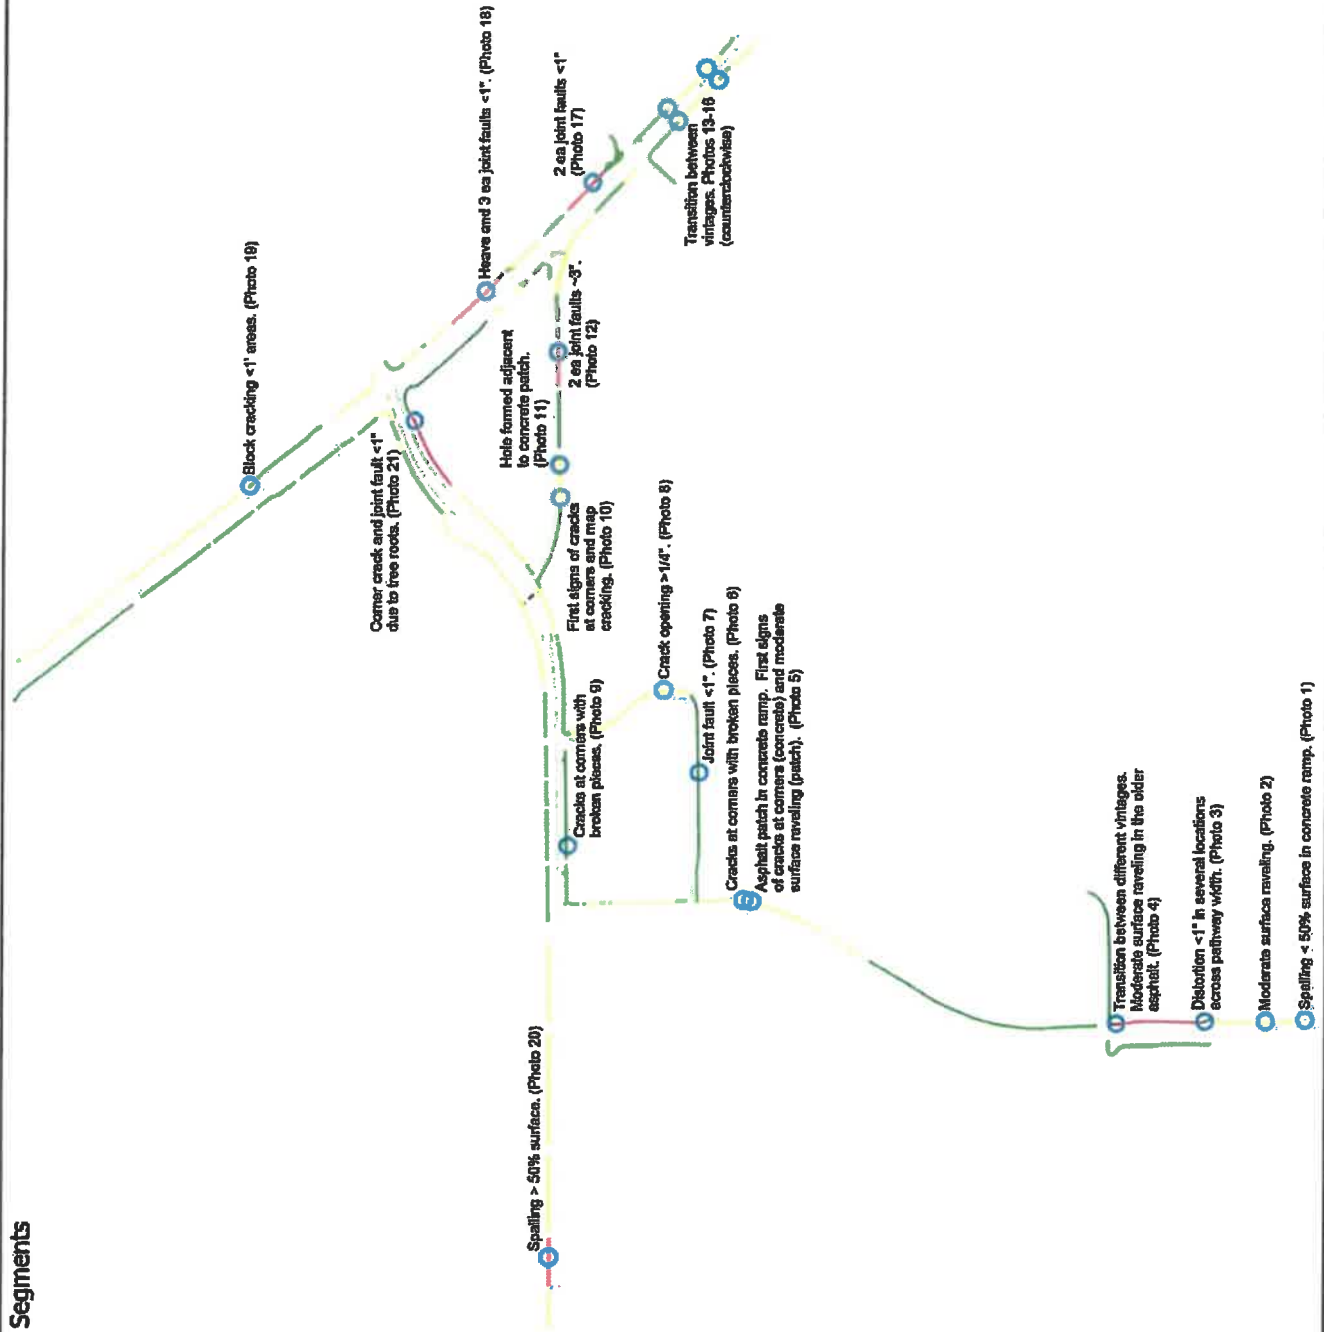 Segments
Spalling > 50% surface. (Photo 20)
Block cracking <1' areas. (Photo 19)
Corner crack and joint fault <1"
due to tree roots. (Photo 21)
Heave and 3 ea joint faults <1". (Photo 18)
2 ea joint faults <1"
(Photo 17)
Transition between
vintages. Photos 13-16
(counterclockwise)
2 ea joint faults ~3".
(Photo 12)
Hole formed adjacent
to concrete patch.
(Photo 11)
First signs of cracks
at corners and map
cracking. (Photo 10)
Cracks at corners with
broken pieces. (Photo 9)
Crack opening >1/4". (Photo 8)
Joint fault <1". (Photo 7)
Cracks at corners with broken pieces. (Photo 6)
Asphalt patch in concrete ramp. First signs
of cracks at corners (concrete) and moderate
surface raveling (patch). (Photo 5)
Transition between different vintages.
Moderate surface raveling in the older
asphalt. (Photo 4)
Distortion <1" in several locations
across pathway width. (Photo 3)
Moderate surface raveling. (Photo 2)
Spalling < 50% surface in concrete ramp. (Photo 1)